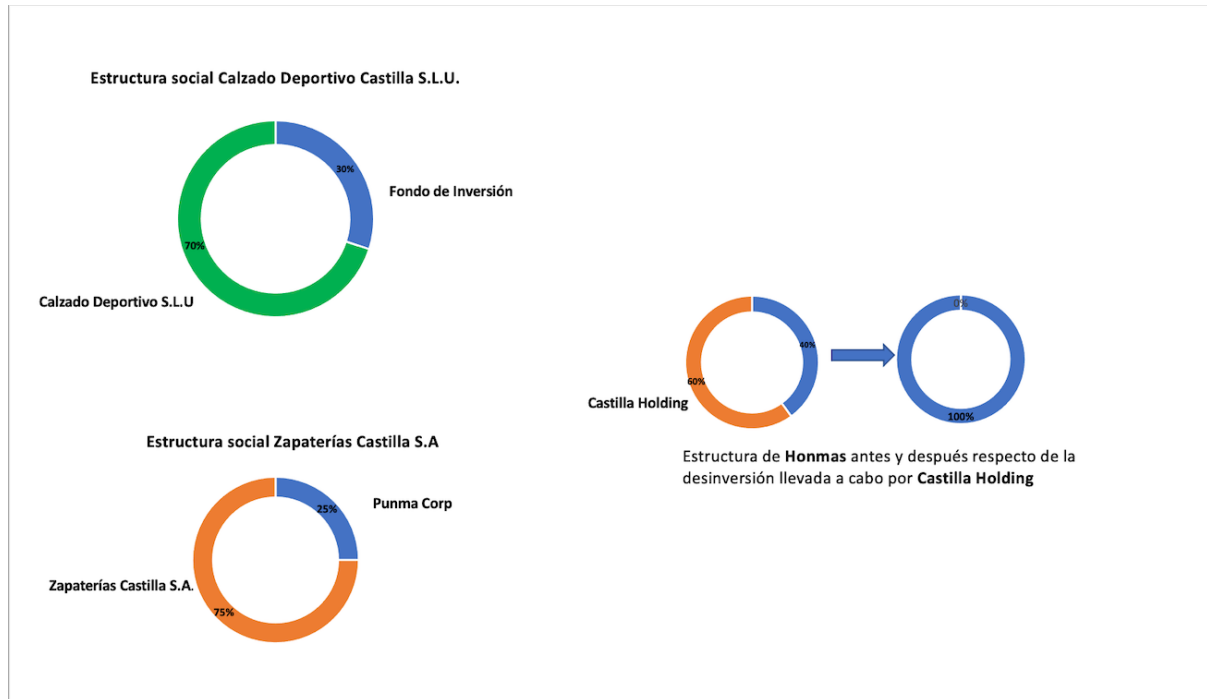 Estructura social Calzado Deportivo Castilla S.L.U.
30%
Fondo de Inversión
70%
Calzado Deportivo S.L.U
0%
40%
60%
Castilla Holding
100%
Estructura social Zapaterías Castilla S.A
Estructura de Honmas antes y después respecto de la
desinversión llevada a cabo por Castilla Holding
25%
Punma Corp
Zapaterías Castilla S.A.
75%